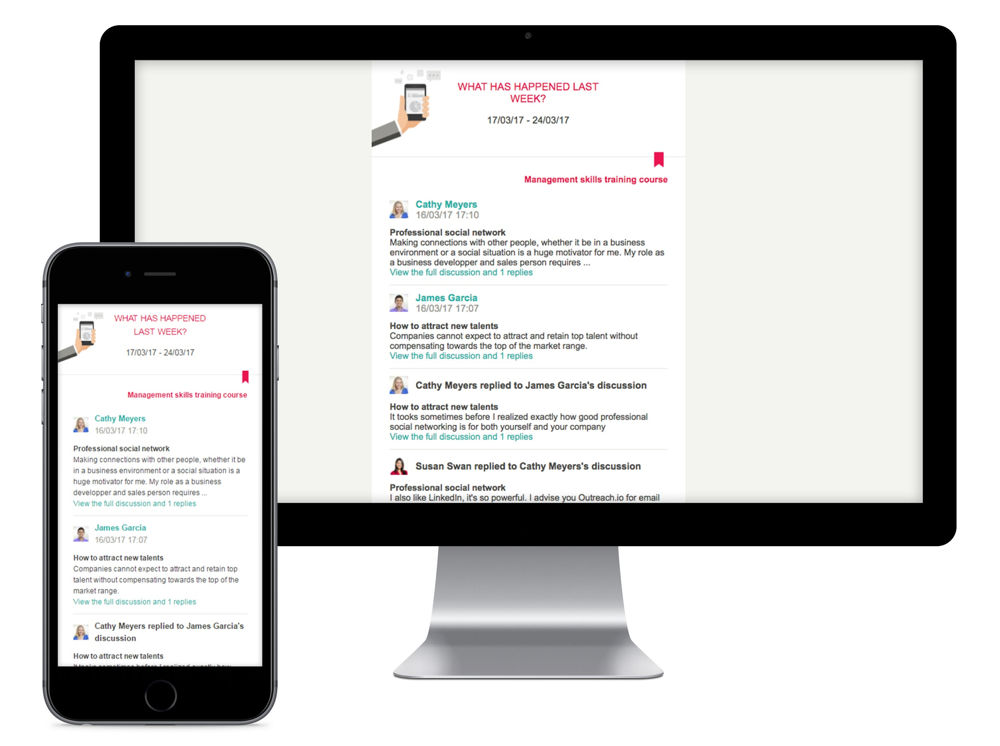 WHAT HAS HAPPENED LAST
WEEK?
17/03/17 - 24/03/17
Management skills training course
Cathy Meyers
16/03/17 17:10
Professional social network
Making connections with other people, whether it be in a business
environment or a social situation is a huge motivator for me. My role as
a business developper and sales person requires ...
View the full discussion and 1 replies
James Garcia
16/03/17 17:07
How to attract new talents
Companies cannot expect to attract and retain top talent without
compensating towards the top of the market range.
View the full discussion and 1 replies
Cathy Meyers replied to James Garcia's discussion
How to attract new talents
It tooks sometimes before I realized exactly how good professional
social networking is for both yourself and your company
View the full discussion and 1 replies
Susan Swan replied to Cathy Meyers's discussion
Professional social network
I also like LinkedIn, it's so powerful. I advise you Outreach.io for email
WHAT HAS HAPPENED
LAST WEEK?
17/03/17 - 24/03/17
Management skills training course
Cathy Meyers
16/03/17 17:10
Professional social network
Making connections with other people, whether it be
in a business environment or a social situation is a
huge motivator for me. My role as a business
developper and sales person requires ...
View the full discussion and 1 replies
James Garcia
16/03/17 17:07
How to attract new talents
Companies cannot expect to attract and retain top
talent without compensating towards the top of the
market range.
View the full discussion and 1 replies
Cathy Meyers replied to James Garcia's
discussion
How to attract new talents
It tooks sometimes before I realized exactly how